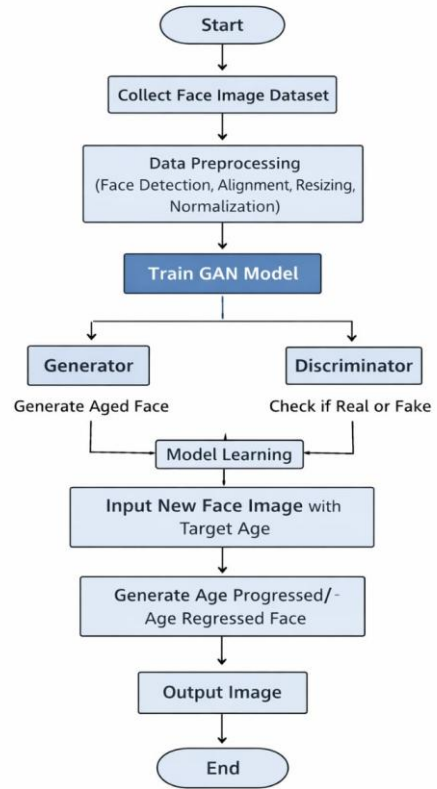 Start
Collect Face Image Dataset
Data Preprocessing
(Face Detection, Alignment, Resizing,
Normalization)
Train GAN Model
Generator
Discriminator
Generate Aged Face
Check if Real or Fake
Model Learning
Input New Face Image with
Target Age
Generate Age Progressed/-
Age Regressed Face
Output Image
End